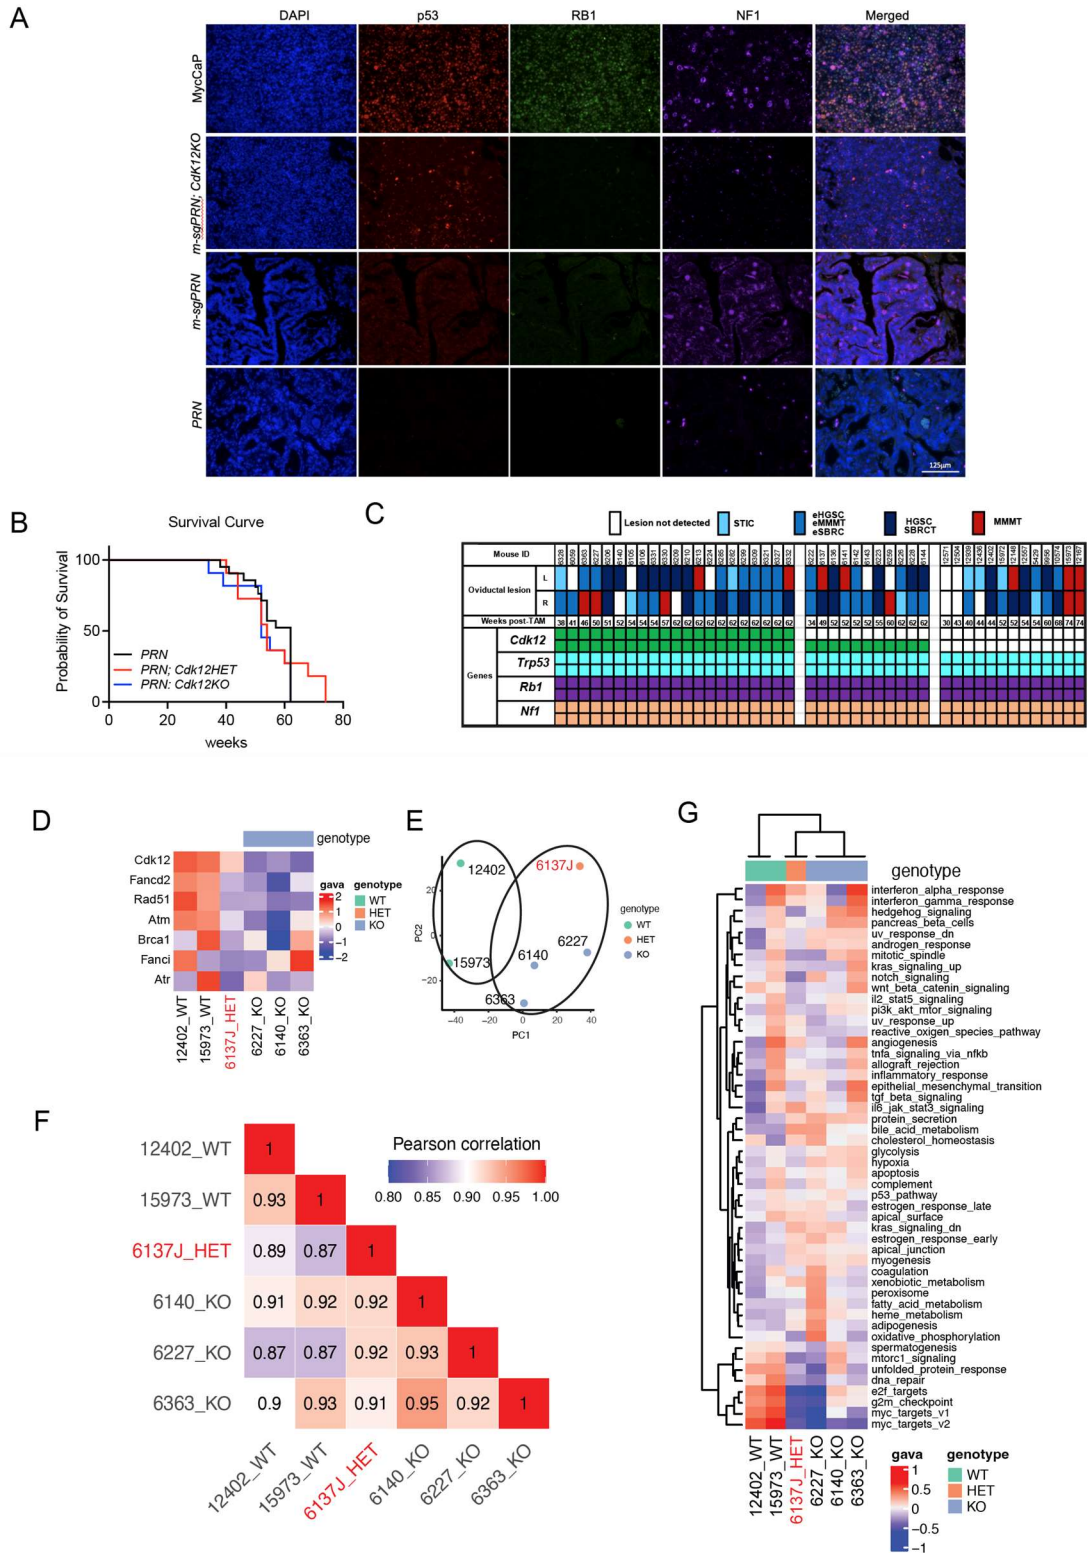 A
DAPI p53 RB1 NF1 Merged
MycCaP
m-sgPRN; CdK12KO
m-sgPRN
PRN
125µm
B
Survival Curve
Probability of Survival
100
50
0
0 20 40 60 80
weeks
PRN
PRN; Cdk12HET
PRN: Cdk12KO
C
Lesion not detected
STIC
eHGSC
eMMMT
eSBRC
HGSC
SBRCT
MMMT
Mouse ID
Oviductal lesion
L
R
Weeks post-TAM
Genes
Cdk12
Trp53
Rb1
Nf1
D
genotype
Cdk12
Fancd2
Rad51
Atm
Brca1
Fanci
Atr
12402_WT
15973_WT
6137J_HET
6227_KO
6140_KO
6363_KO
gava
2
1
0
−1
−2
genotype
WT
HET
KO
E
PC2
20
0
−20
12402
6137J
15973
6140
6227
6363
−40 −20 0 20 40
PC1
genotype
WT
HET
KO
F
Pearson correlation
0.80 0.85 0.90 0.95 1.00
12402_WT 1
15973_WT 0.93 1
6137J_HET 0.89 0.87 1
6140_KO 0.91 0.92 0.92 1
6227_KO 0.87 0.87 0.92 0.93 1
6363_KO 0.9 0.93 0.91 0.95 0.92 1
12402_WT
15973_WT
6137J_HET
6140_KO
6227_KO
6363_KO
G
genotype
interferon_alpha_response
interferon_gamma_response
hedgehog_signaling
pancreas_beta_cells
uv_response_dn
androgen_response
mitotic_spindle
kras_signaling_up
notch_signaling
wnt_beta_catenin_signaling
il2_stat5_signaling
pi3k_akt_mtor_signaling
uv_response_up
reactive_oxigen_species_pathway
angiogenesis
tnfa_signaling_via_nfkb
allograft_rejection
inflammatory_response
epithelial_mesenchymal_transition
tgf_beta_signaling
il6_jak_stat3_signaling
protein_secretion
bile_acid_metabolism
cholesterol_homeostasis
glycolysis
hypoxia
apoptosis
complement
p53_pathway
estrogen_response_late
apical_surface
kras_signaling_dn
estrogen_response_early
apical_junction
myogenesis
coagulation
xenobiotic_metabolism
peroxisome
fatty_acid_metabolism
heme_metabolism
adipogenesis
oxidative_phosphorylation
spermatogenesis
mtorc1_signaling
unfolded_protein_response
dna_repair
e2f_targets
g2m_checkpoint
myc_targets_v1
myc_targets_v2
12402_WT
15973_WT
6137J_HET
6227_KO
6140_KO
6363_KO
gava
1
0.5
0
−0.5
−1
genotype
WT
HET
KO